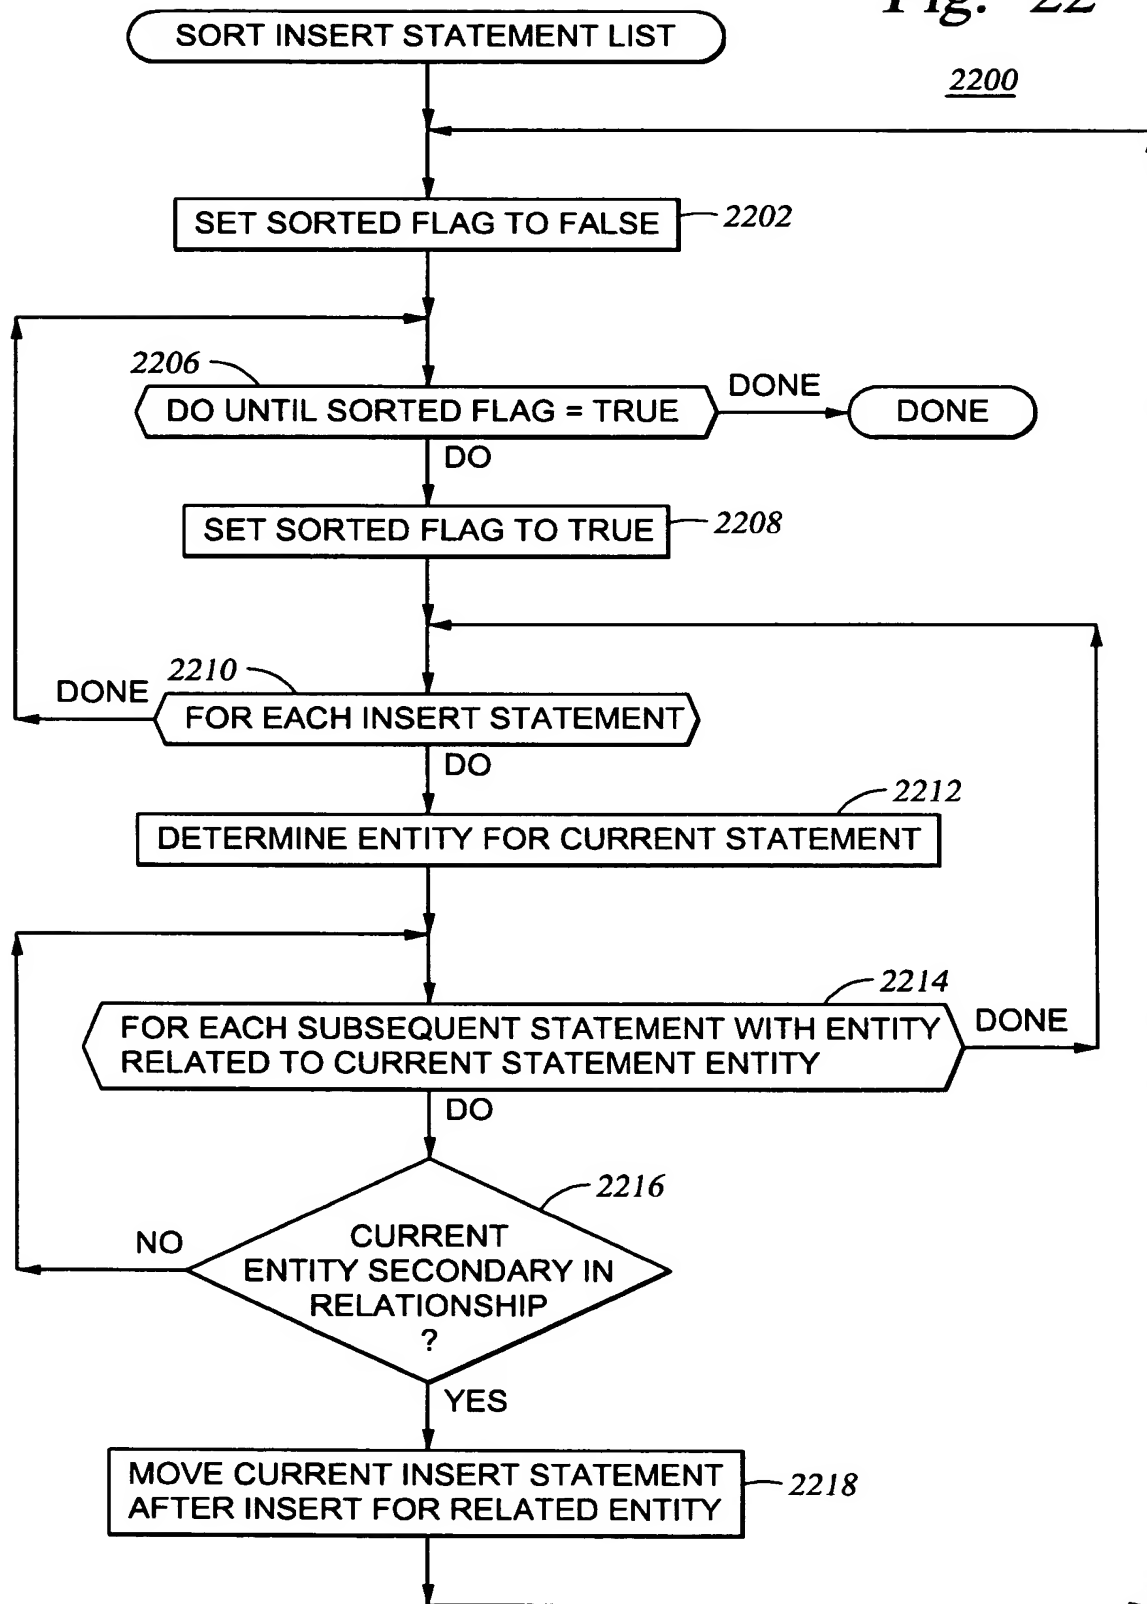 Fig. 22
SORT INSERT STATEMENT LIST
2200
SET SORTED FLAG TO FALSE
2202
2206
DO UNTIL SORTED FLAG = TRUE
DONE
DONE
DO
SET SORTED FLAG TO TRUE
2208
2210
DONE
FOR EACH INSERT STATEMENT
DO
2212
DETERMINE ENTITY FOR CURRENT STATEMENT
2214
FOR EACH SUBSEQUENT STATEMENT WITH ENTITY
RELATED TO CURRENT STATEMENT ENTITY
DONE
DO
2216
NO
CURRENT
ENTITY SECONDARY IN
RELATIONSHIP
?
YES
MOVE CURRENT INSERT STATEMENT
AFTER INSERT FOR RELATED ENTITY
2218